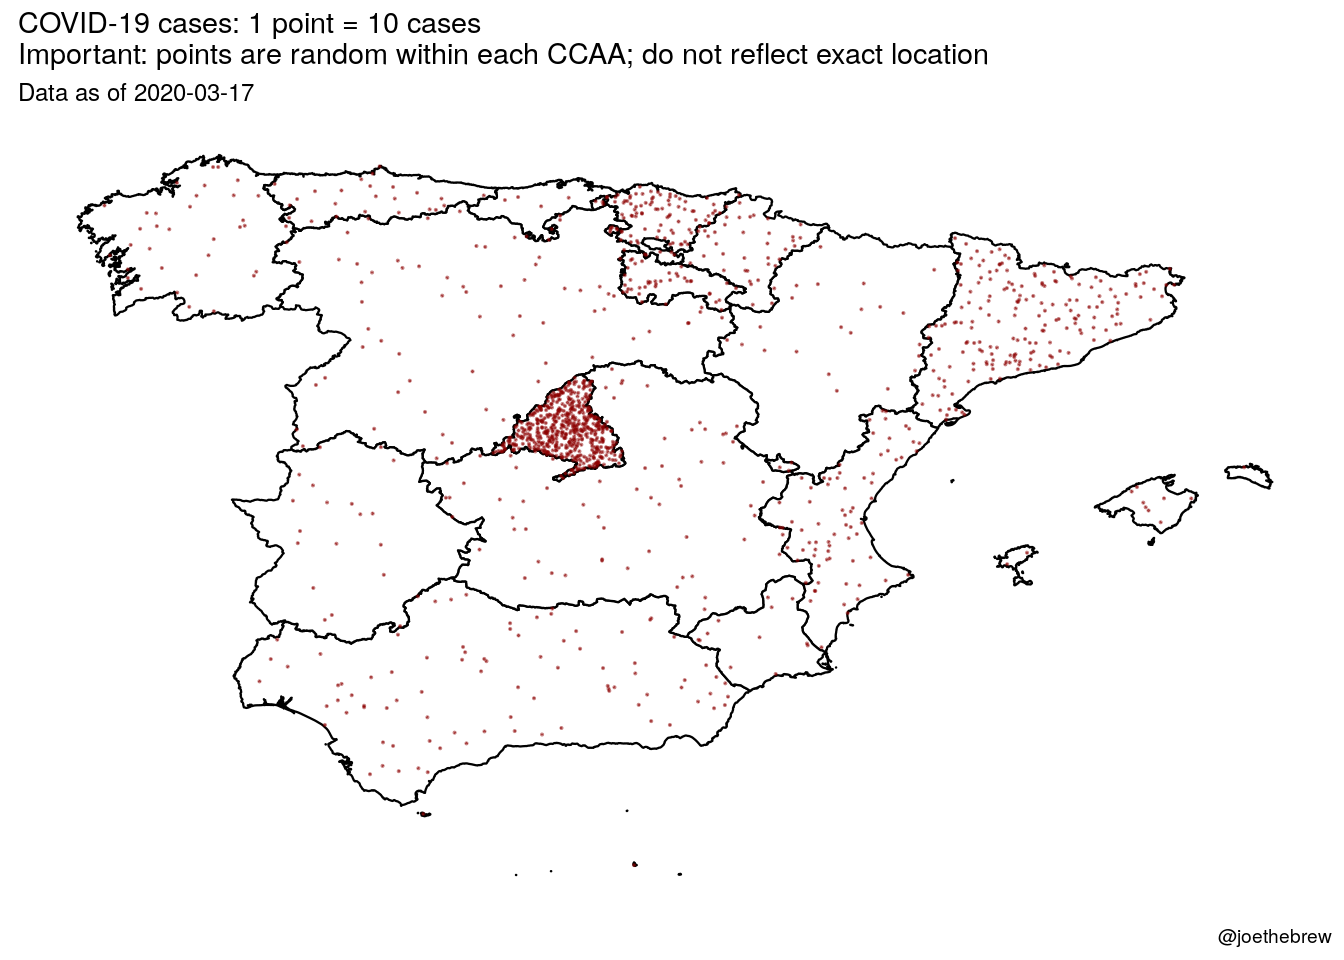 COVID-19 cases: 1 point = 10 cases
Important: points are random within each CCAA; do not reflect exact location
Data as of 2020-03-17
@joethebrew